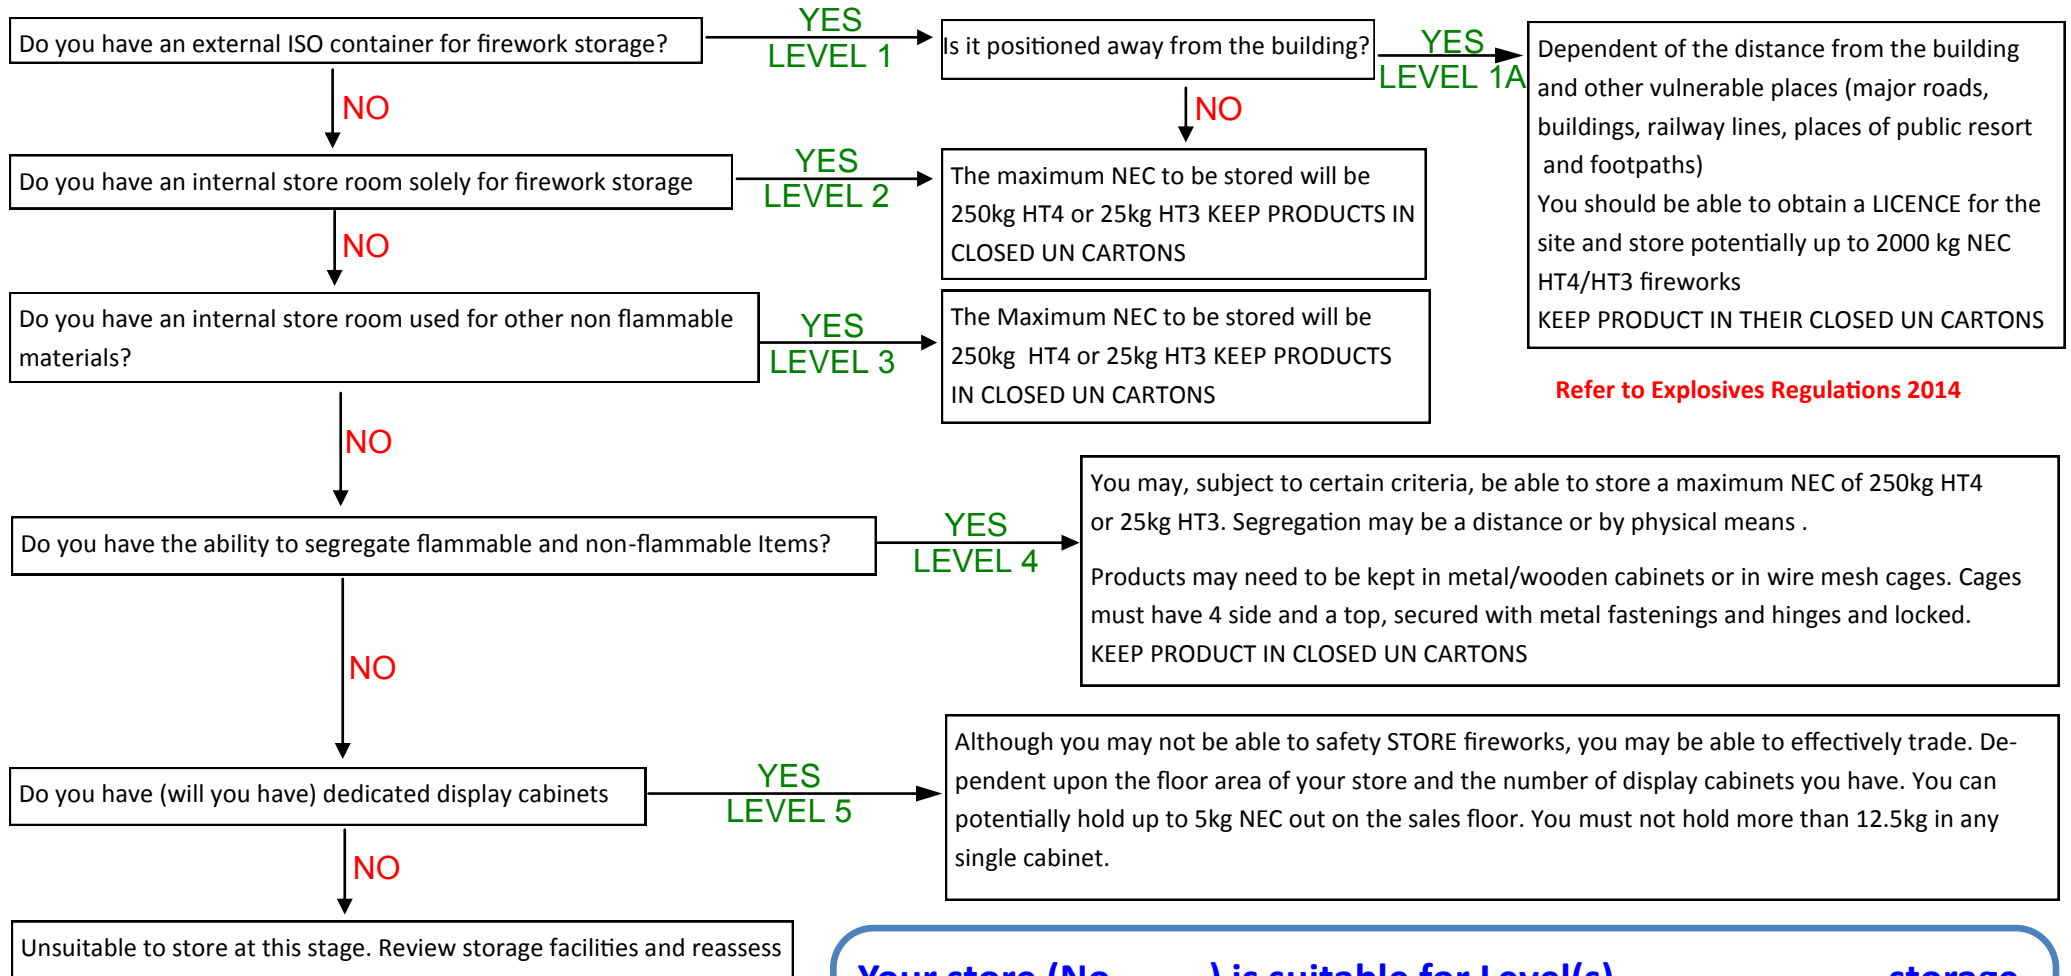 Do you have an external ISO container for firework storage?
YES
LEVEL 1
Is it positioned away from the building?
YES
LEVEL 1A
Dependent of the distance from the building
and other vulnerable places (major roads,
buildings, railway lines, places of public resort
and footpaths)
You should be able to obtain a LICENCE for the
site and store potentially up to 2000 kg NEC
HT4/HT3 fireworks
KEEP PRODUCT IN THEIR CLOSED UN CARTONS
NO
NO
Do you have an internal store room solely for firework storage
YES
LEVEL 2
The maximum NEC to be stored will be
250kg HT4 or 25kg HT3 KEEP PRODUCTS IN
CLOSED UN CARTONS
NO
Do you have an internal store room used for other non flammable
materials?
YES
LEVEL 3
The Maximum NEC to be stored will be
250kg HT4 or 25kg HT3 KEEP PRODUCTS
IN CLOSED UN CARTONS
Refer to Explosives Regulations 2014
NO
Do you have the ability to segregate flammable and non-flammable Items?
YES
LEVEL 4
You may, subject to certain criteria, be able to store a maximum NEC of 250kg HT4
or 25kg HT3. Segregation may be a distance or by physical means .
Products may need to be kept in metal/wooden cabinets or in wire mesh cages. Cages
must have 4 side and a top, secured with metal fastenings and hinges and locked.
KEEP PRODUCT IN CLOSED UN CARTONS
NO
Do you have (will you have) dedicated display cabinets
YES
LEVEL 5
Although you may not be able to safety STORE fireworks, you may be able to effectively trade. De-
pendent upon the floor area of your store and the number of display cabinets you have. You can
potentially hold up to 5kg NEC out on the sales floor. You must not hold more than 12.5kg in any
single cabinet.
NO
Unsuitable to store at this stage. Review storage facilities and reassess
Your store (No ) is suitable for Level(s) storage